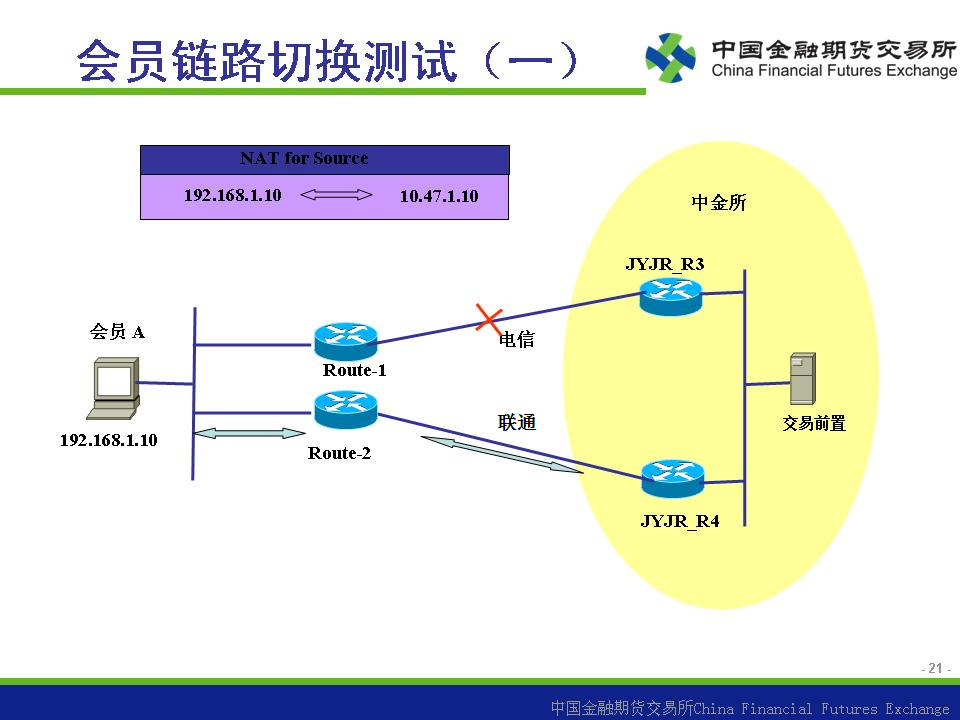 会员链路切换测试（一）
中国金融期货交易所
China Financial Futures Exchange
NAT for Source
192.168.1.10
10.47.1.10
中金所
JYJR_R3
会员 A
电信
Route-1
192.168.1.10
联通
交易前置
Route-2
JYJR_R4
- 21 -
中国金融期货交易所China Financial Futures Exchange